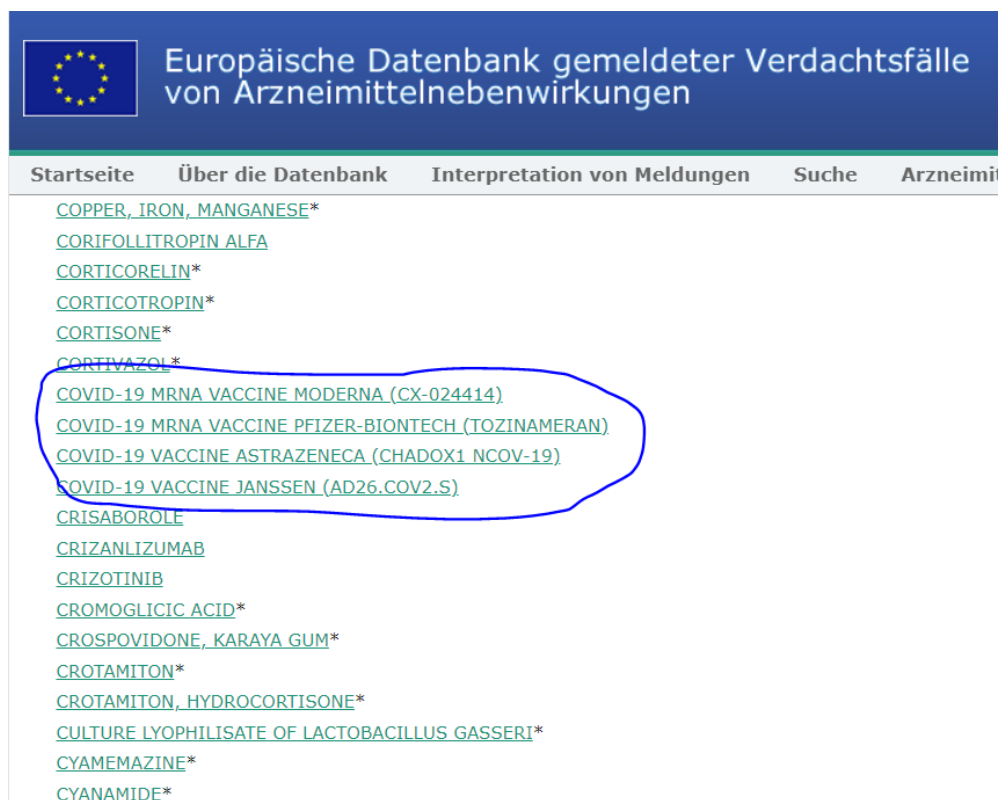 Europäische Datenbank gemeldeter Verdachtsfälle
von Arzneimittelnebenwirkungen
Startseite Über die Datenbank Interpretation von Meldungen Suche Arzneimit
COPPER, IRON, MANGANESE*
CORIFOLLITROPIN ALFA
CORTICORELIN*
CORTICOTROPIN*
CORTISONE*
CORTIVAZOL*
COVID-19 MRNA VACCINE MODERNA (CX-024414)
COVID-19 MRNA VACCINE PFIZER-BIONTECH (TOZINAMERAN)
COVID-19 VACCINE ASTRAZENECA (CHADOX1 NCOV-19)
COVID-19 VACCINE JANSSEN (AD26.COV2.S)
CRISABOROLE
CRIZANLIZUMAB
CRIZOTINIB
CROMOGLICIC ACID*
CROSPOVIDONE, KARAYA GUM*
CROTAMITON*
CROTAMITON, HYDROCORTISONE*
CULTURE LYOPHILISATE OF LACTOBACILLUS GASSERI*
CYAMEMAZINE*
CYANAMIDE*